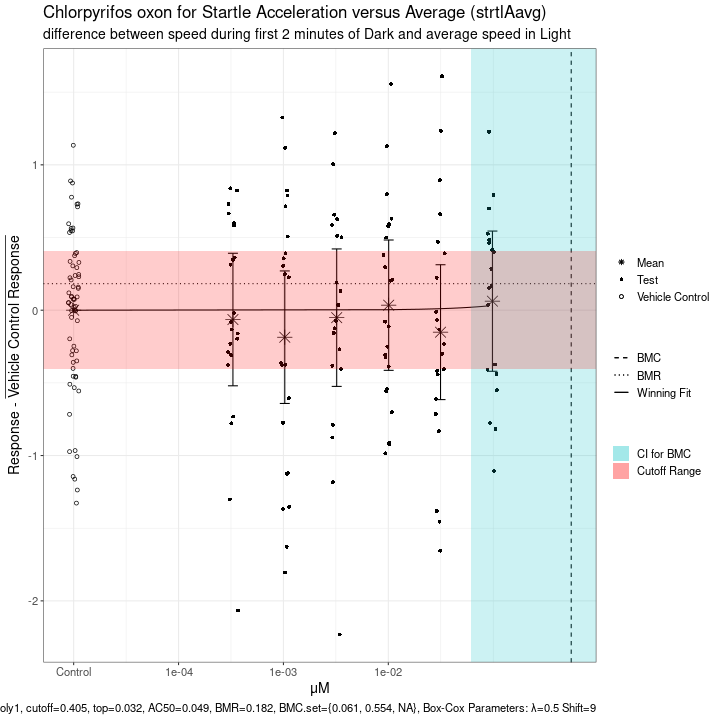 Chlorpyrifos oxon for Startle Acceleration versus Average (strtlAavg)
difference between speed during first 2 minutes of Dark and average speed in Light
Response - Vehicle Control Response
1
0
-1
-2
Control
1e-04
1e-03
1e-02
µM
Mean
Test
Vehicle Control
BMC
BMR
Winning Fit
CI for BMC
Cutoff Range
oly1, cutoff=0.405, top=0.032, AC50=0.049, BMR=0.182, BMC.set={0.061, 0.554, NA}, Box-Cox Parameters: λ=0.5 Shift=9